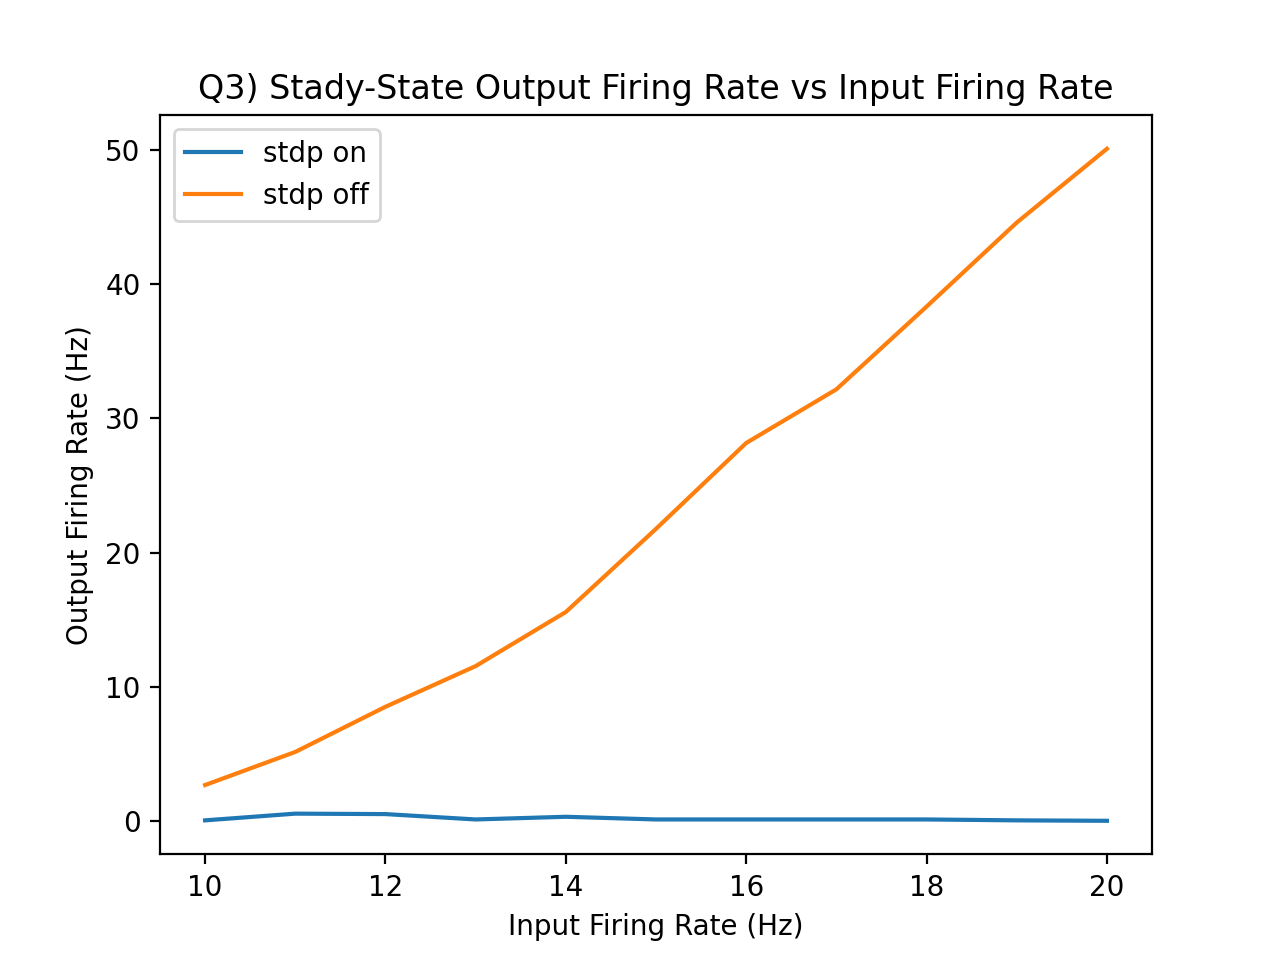 Q3) Stady-State Output Firing Rate vs Input Firing Rate
stdp on
stdp off
50
40
30
20
10
0
Output Firing Rate (Hz)
10 12 14 16 18 20
Input Firing Rate (Hz)